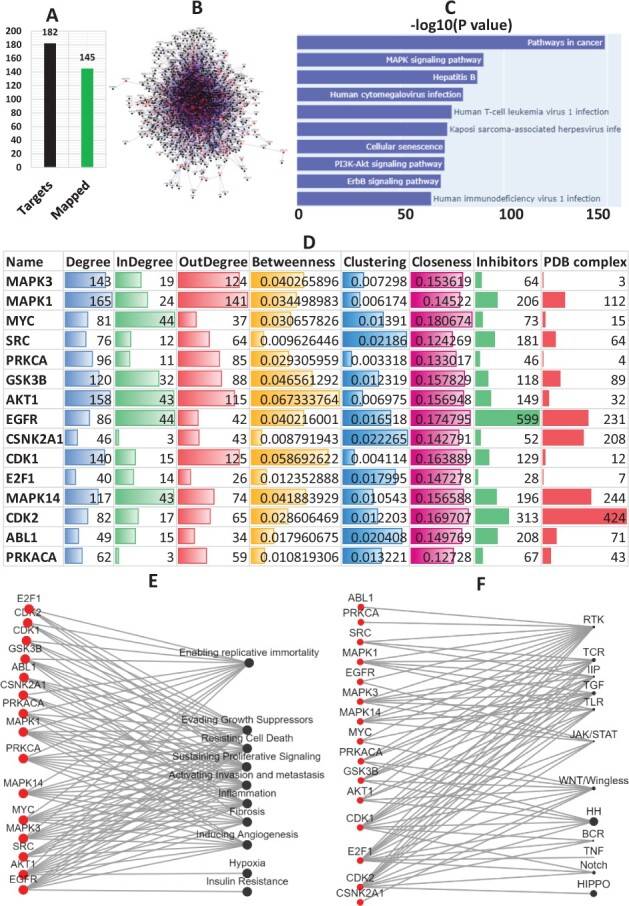 A
B
C
-log10(P value)
200
180
160
140
120
100
80
60
40
20
0
182
145
Targets
Mapped
Pathways in cancer
MAPK signaling pathway
Hepatitis B
Human cytomegalovirus infection
Human T-cell leukemia virus 1 infection
Kaposi sarcoma-associated herpesvirus infe
Cellular senescence
PI3K-Akt signaling pathway
ErbB signaling pathway
Human immunodeficiency virus 1 infection
0 50 100 150
D
Name Degree InDegree OutDegree Betweenness Clustering Closeness Inhibitors PDB complex
MAPK3 143 19 124 0.040265896 0.007298 0.153619 64 3
MAPK1 165 24 141 0.034498983 0.006174 0.14522 206 112
MYC 81 44 37 0.030657826 0.01391 0.180674 73 15
SRC 76 12 64 0.009626446 0.02186 0.124269 181 64
PRKCA 96 11 85 0.029305959 0.003318 0.133017 46 4
GSK3B 120 32 88 0.046561292 0.012319 0.157829 118 89
AKT1 158 43 115 0.067333764 0.006975 0.156948 149 32
EGFR 86 44 42 0.040216001 0.016518 0.174795 599 231
CSNK2A1 46 3 43 0.008791943 0.022265 0.142791 52 208
CDK1 140 15 125 0.058692622 0.004114 0.163889 129 12
E2F1 40 14 26 0.012352888 0.017995 0.147278 28 7
MAPK14 117 43 74 0.041883929 0.010543 0.156588 196 244
CDK2 82 17 65 0.028606469 0.012203 0.169707 313 424
ABL1 49 15 34 0.017960675 0.020408 0.149769 208 71
PRKACA 62 3 59 0.010819306 0.013221 0.12728 67 43
E
E2F1
CDK2
CDK1
GSK3B
ABL1
CSNK2A1
PRKACA
MAPK1
PRKCA
MAPK14
MYC
MAPK3
SRC
AKT1
EGFR
Enabling replicative immortality
Evading Growth Suppressors
Resisting Cell Death
Sustaining Proliferative Signaling
Activating Invasion and metastasis
Inflammation
Fibrosis
Inducing Angiogenesis
Hypoxia
Insulin Resistance
F
ABL1
PRKCA
SRC
MAPK1
EGFR
MAPK3
MAPK14
MYC
PRKACA
GSK3B
AKT1
CDK1
E2F1
CDK2
CSNK2A1
RTK
TCR
IIP
TGF
TLR
JAK/STAT
WNT/Wingless
HH
BCR
TNF
Notch
HIPPO